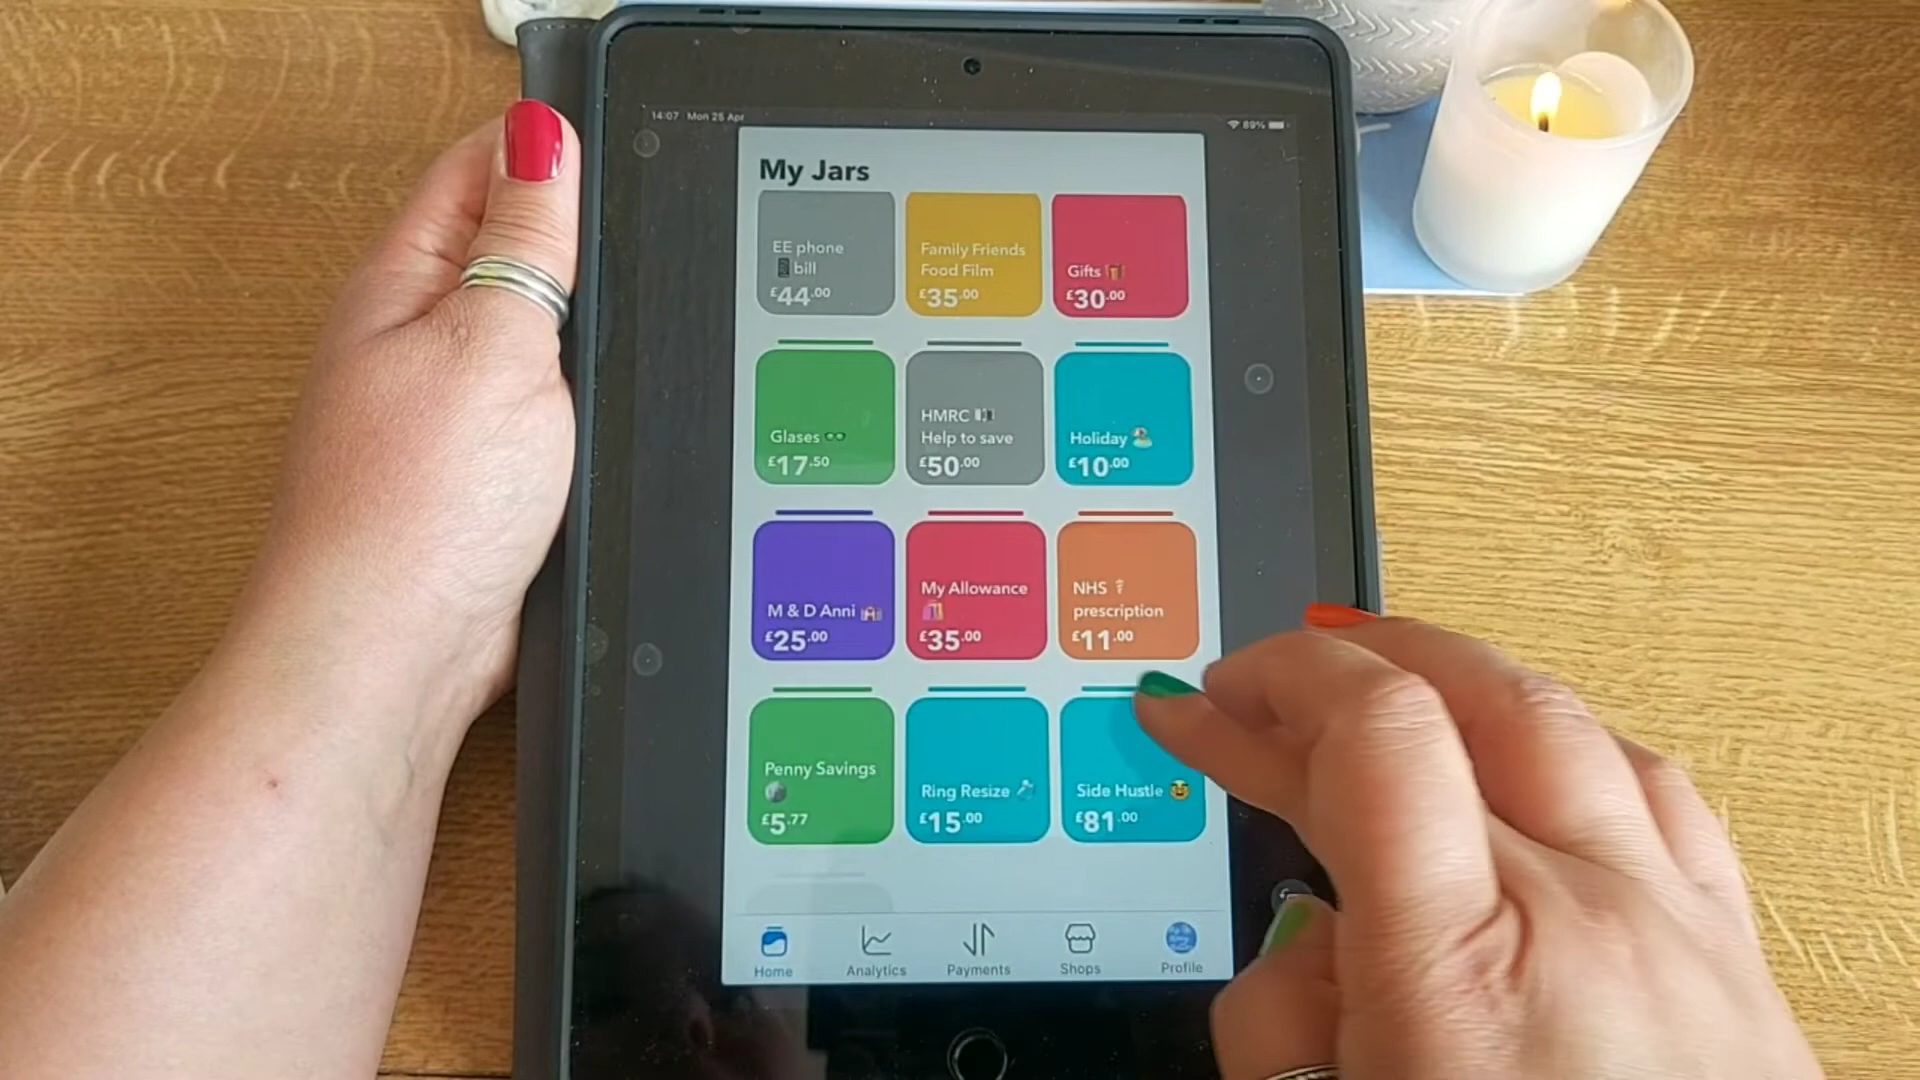 14:07 Mon 25 Apr
89%
My Jars
EE phone
bill
£44.00
Family Friends
Food Film
£35.00
Gifts
£30.00
Glases
£17.50
HMRC
Help to save
£50.00
Holiday
£10.00
M & D Anni
£25.00
My Allowance
£35.00
NHS
prescription
£11.00
Penny Savings
£5.77
Ring Resize
£15.00
Side Hustle
£81.00
Home
Analytics
Payments
Shops
Profile